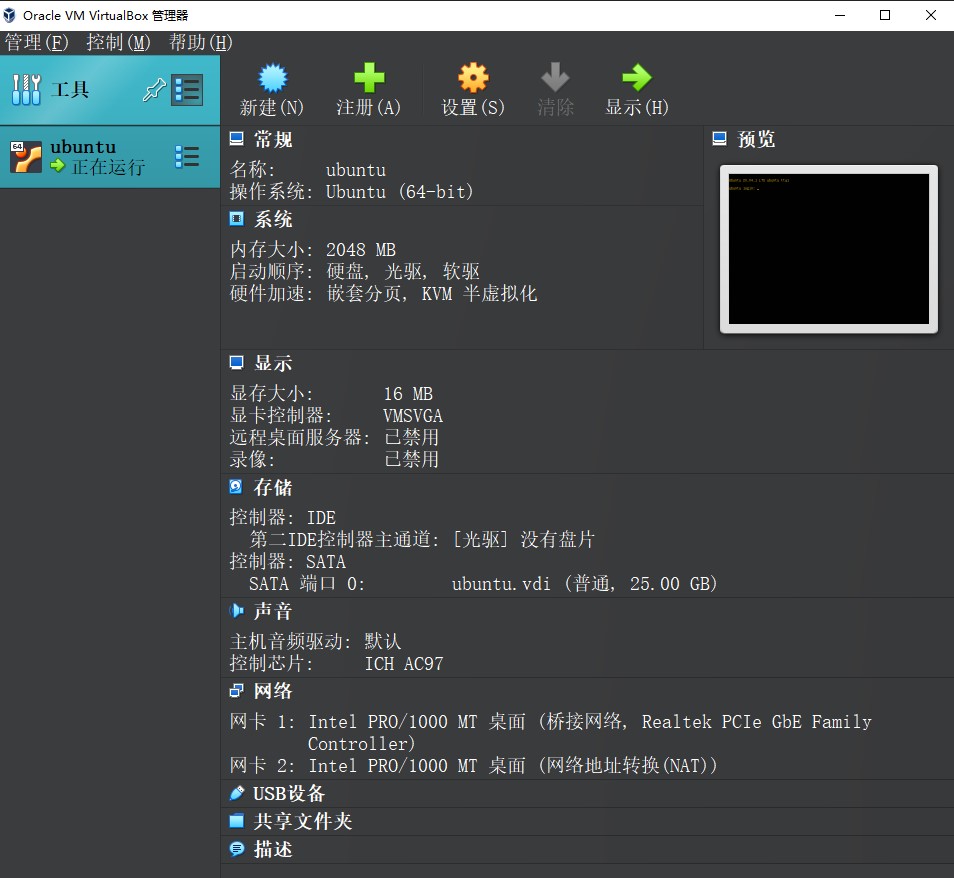 Oracle VM VirtualBox 管理器
管理(F) 控制(M) 帮助(H)
工具
新建(N) 注册(A) 设置(S) 清除 显示(H)
64
ubuntu
正在运行
常规
名称: ubuntu
操作系统: Ubuntu (64-bit)
预览
系统
内存大小: 2048 MB
启动顺序: 硬盘, 光驱, 软驱
硬件加速: 嵌套分页, KVM 半虚拟化
显示
显存大小: 16 MB
显卡控制器: VMSVGA
远程桌面服务器: 已禁用
录像: 已禁用
存储
控制器: IDE
第二IDE控制器主通道: [光驱] 没有盘片
控制器: SATA
SATA 端口 0: ubuntu.vdi (普通, 25.00 GB)
声音
主机音频驱动: 默认
控制芯片: ICH AC97
网络
网卡 1: Intel PRO/1000 MT 桌面 (桥接网络, Realtek PCIe GbE Family
Controller)
网卡 2: Intel PRO/1000 MT 桌面 (网络地址转换(NAT))
USB设备
共享文件夹
描述